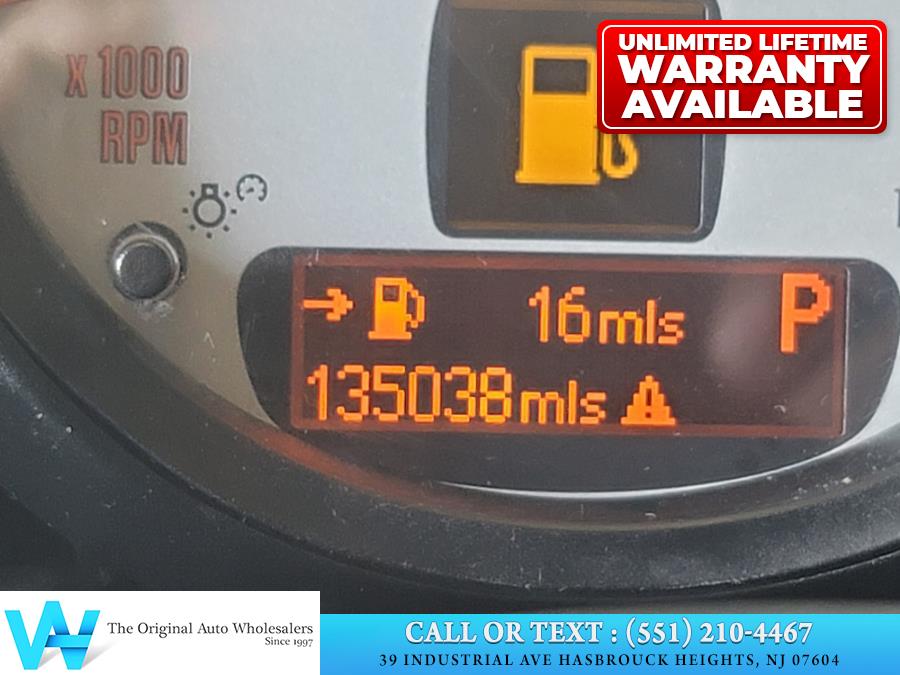 UNLIMITED LIFETIME
WARRANTY
AVAILABLE
x 1000
RPM
16 mls
P
135038 mls
The Original Auto Wholesalers
Since 1997
CALL OR TEXT : (551) 210-4467
39 INDUSTRIAL AVE HASBROUCK HEIGHTS, NJ 07604